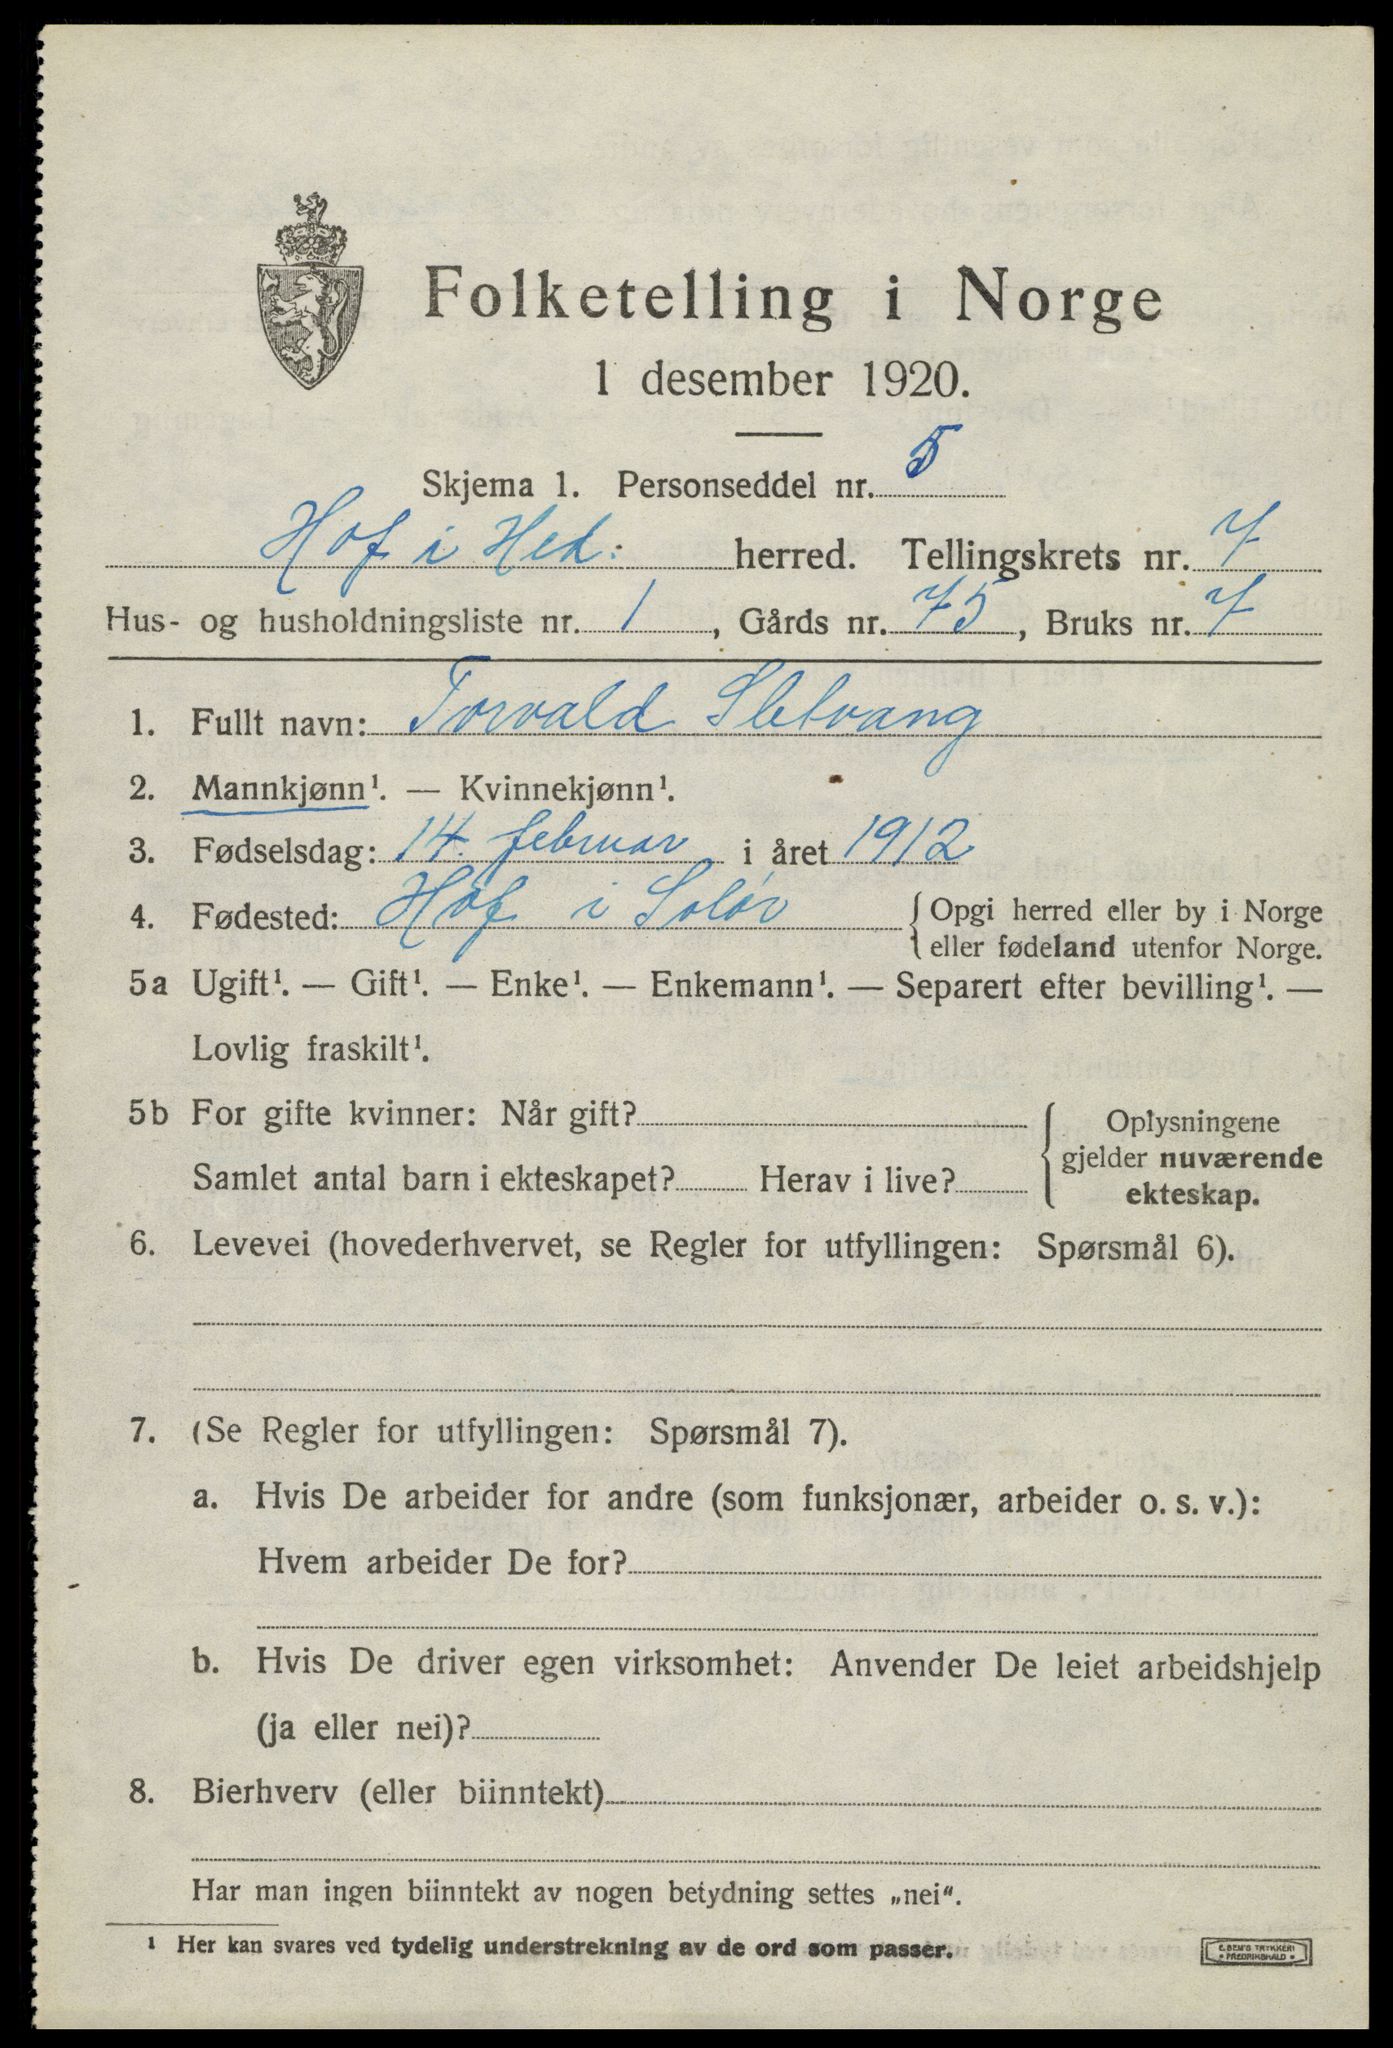 Folketelling i Norge
1 desember 1920.
Skjema 1. Personseddel nr. 5
Hof i Hed: herred. Tellingskrets nr. 7
Hus- og husholdningsliste nr. 1, Gårds nr. 75, Bruks nr. 7
1. Fullt navn: Torvald Sletvang
2. Mannkjønn¹. — Kvinnekjønn¹.
3. Fødselsdag: 14. februar i året 1912
4. Fødested: Hof i Solør { Opgi herred eller by i Norge
eller fødeland utenfor Norge.
5a Ugift¹. — Gift¹. — Enke¹. — Enkemann¹. — Separert efter bevilling¹. —
Lovlig fraskilt¹.
5b For gifte kvinner: Når gift?
Samlet antal barn i ekteskapet? Herav i live?
{ Oplysningene
gjelder nuværende
ekteskap.
6. Levevei (hovederhvervet, se Regler for utfyllingen: Spørsmål 6).
7. (Se Regler for utfyllingen: Spørsmål 7).
a. Hvis De arbeider for andre (som funksjonær, arbeider o. s. v.):
Hvem arbeider De for?
b. Hvis De driver egen virksomhet: Anvender De leiet arbeidshjelp
(ja eller nei)?
8. Bierhverv (eller biinntekt)
Har man ingen biinntekt av nogen betydning settes „nei“.
¹ Her kan svares ved tydelig understrekning av de ord som passer.
E. SEM'S TRYKKERI
FREDRIKSHALD